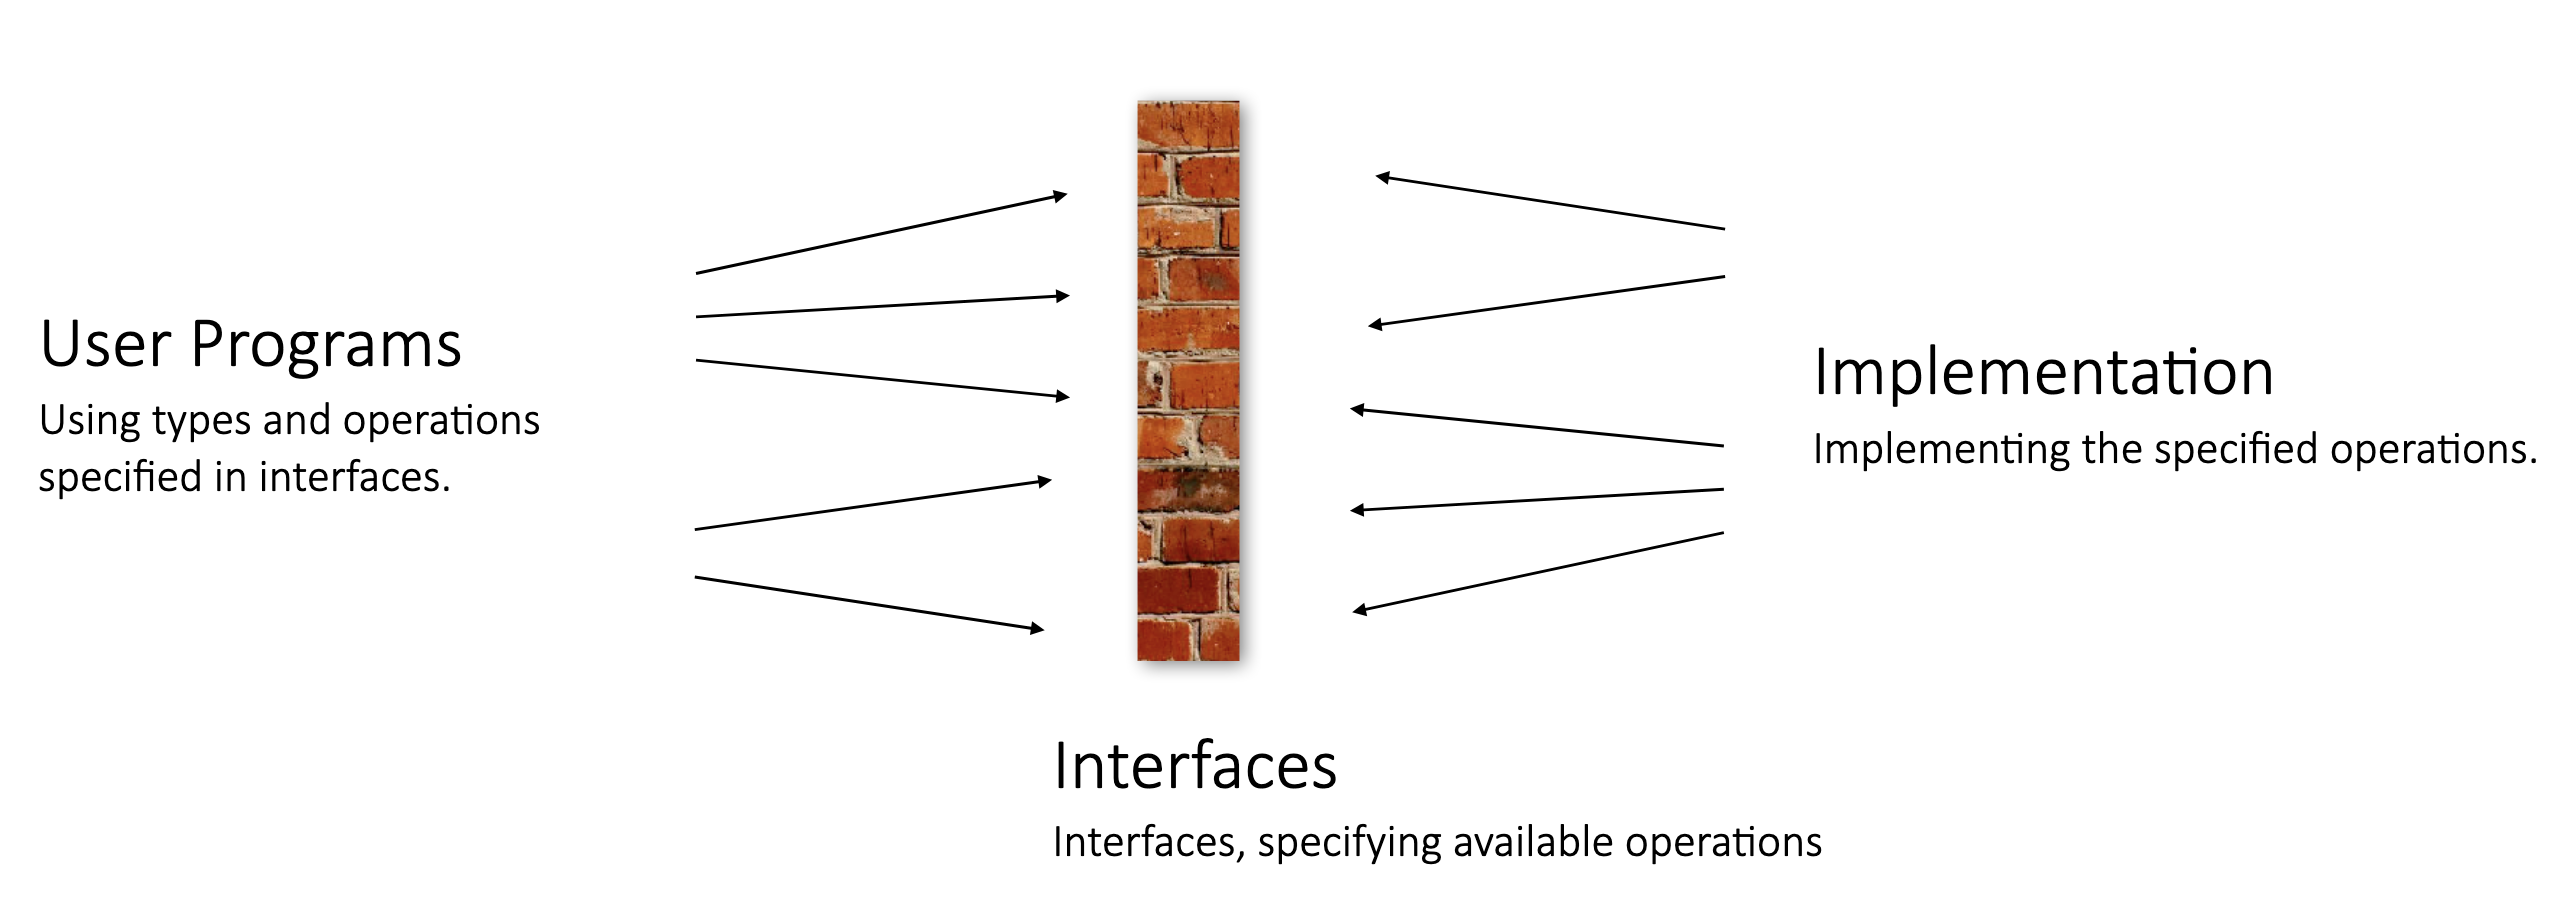 User Programs
Using types and operations
specified in interfaces.
Implementation
Implementing the specified operations.
Interfaces
Interfaces, specifying available operations